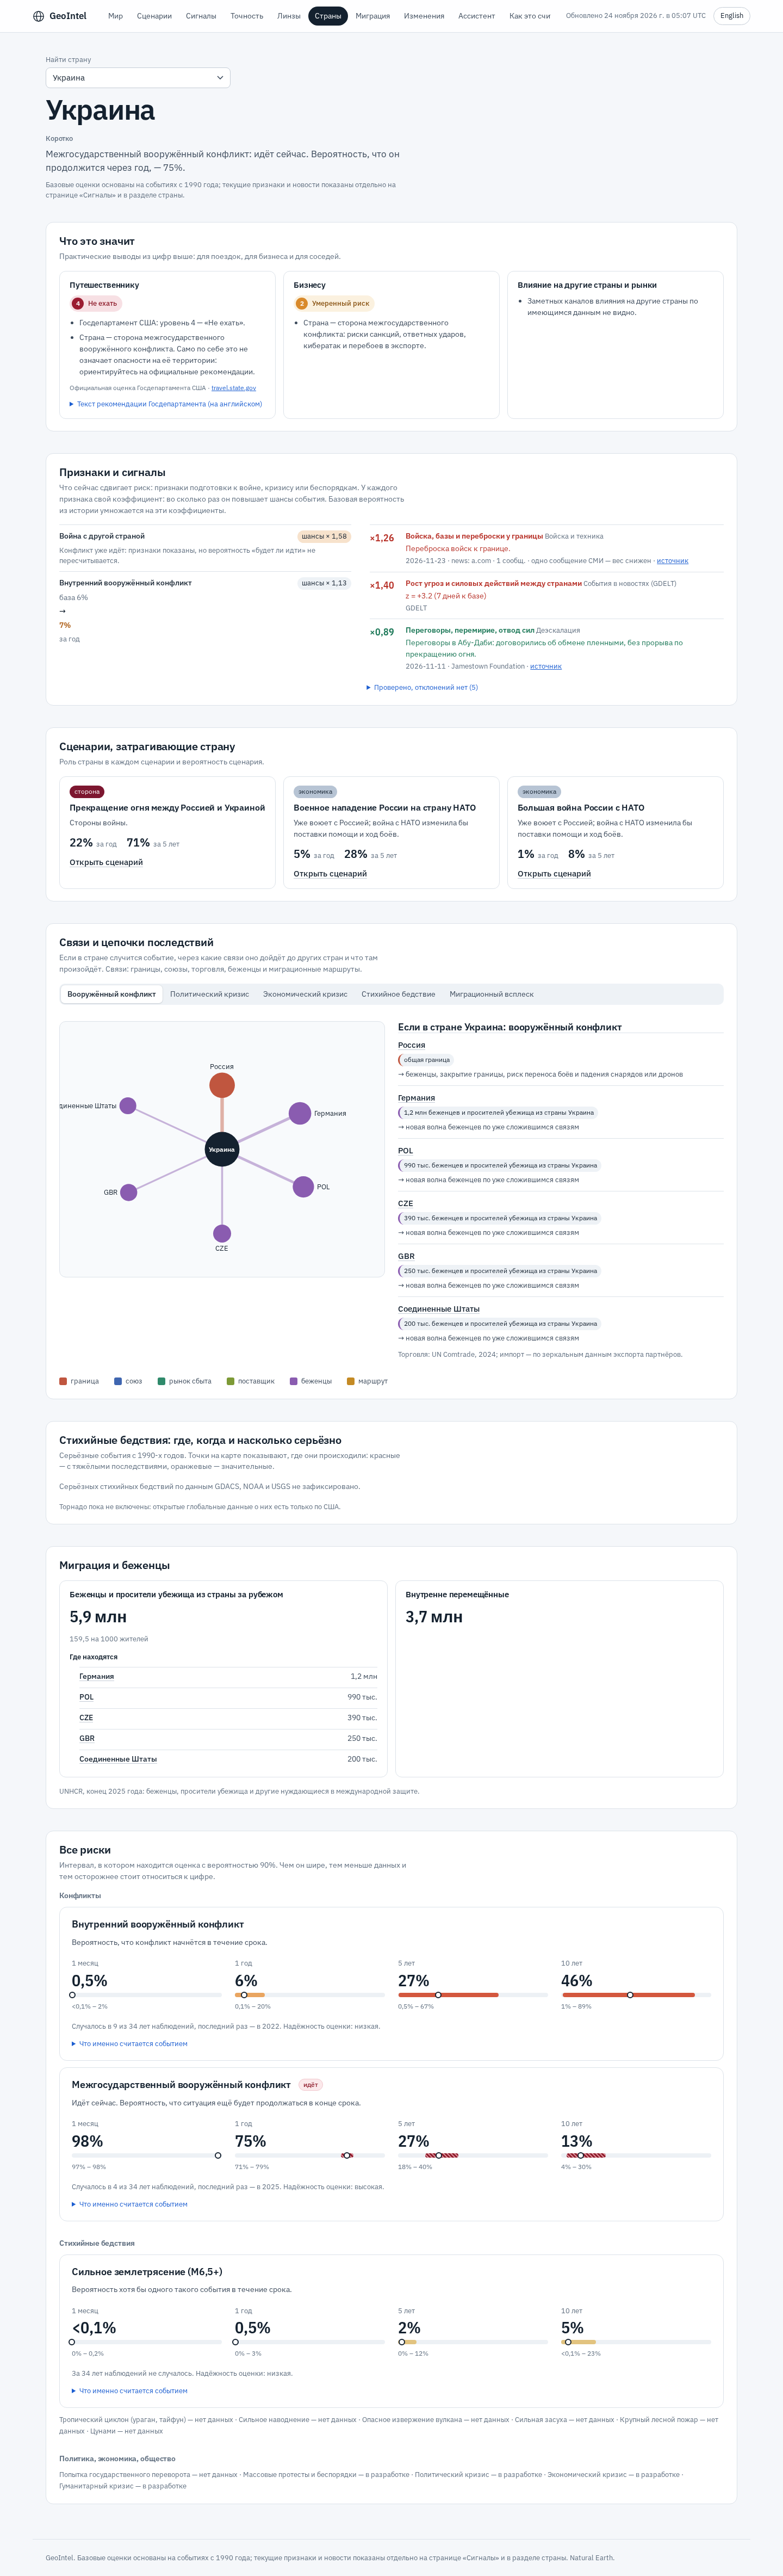 GeoIntel
Мир Сценарии Сигналы Точность Линзы Страны Миграция Изменения Ассистент Как это счи
Обновлено 24 ноября 2026 г. в 05:07 UTC
English
Найти страну
Украина
Украина
Коротко
Межгосударственный вооружённый конфликт: идёт сейчас. Вероятность, что он
продолжится через год, — 75%.
Базовые оценки основаны на событиях с 1990 года; текущие признаки и новости показаны отдельно на
странице «Сигналы» и в разделе страны.
Что это значит
Практические выводы из цифр выше: для поездок, для бизнеса и для соседей.
Путешественнику
4 Не ехать
Госдепартамент США: уровень 4 — «Не ехать».
Страна — сторона межгосударственного
вооружённого конфликта. Само по себе это не
означает опасности на её территории:
ориентируйтесь на официальные рекомендации.
Официальная оценка Госдепартамента США · travel.state.gov
Текст рекомендации Госдепартамента (на английском)
Бизнесу
2 Умеренный риск
Страна — сторона межгосударственного
конфликта: риски санкций, ответных ударов,
кибератак и перебоев в экспорте.
Влияние на другие страны и рынки
Заметных каналов влияния на другие страны по
имеющимся данным не видно.
Признаки и сигналы
Что сейчас сдвигает риск: признаки подготовки к войне, кризису или беспорядкам. У каждого
признака свой коэффициент: во сколько раз он повышает шансы события. Базовая вероятность
из истории умножается на эти коэффициенты.
Война с другой страной
шансы × 1,58
Конфликт уже идёт: признаки показаны, но вероятность «будет ли идти» не
пересчитывается.
Внутренний вооружённый конфликт
шансы × 1,13
база 6%
→
7%
за год
×1,26 Войска, базы и переброски у границы Войска и техника
Переброска войск к границе.
2026-11-23 · news: a.com · 1 сообщ. · одно сообщение СМИ — вес снижен · источник
×1,40 Рост угроз и силовых действий между странами События в новостях (GDELT)
z = +3,2 (7 дней к базе)
GDELT
×0,89 Переговоры, перемирие, отвод сил Деэскалация
Переговоры в Абу-Даби: договорились об обмене пленными, без прорыва по
прекращению огня.
2026-11-11 · Jamestown Foundation · источник
Проверено, отклонений нет (5)
Сценарии, затрагивающие страну
Роль страны в каждом сценарии и вероятность сценария.
сторона
Прекращение огня между Россией и Украиной
Стороны войны.
22% за год 71% за 5 лет
Открыть сценарий
экономика
Военное нападение России на страну НАТО
Уже воюет с Россией; война с НАТО изменила бы
поставки помощи и ход боёв.
5% за год 28% за 5 лет
Открыть сценарий
экономика
Большая война России с НАТО
Уже воюет с Россией; война с НАТО изменила бы
поставки помощи и ход боёв.
1% за год 8% за 5 лет
Открыть сценарий
Связи и цепочки последствий
Если в стране случится событие, через какие связи оно дойдёт до других стран и что там
произойдёт. Связи: границы, союзы, торговля, беженцы и миграционные маршруты.
Вооружённый конфликт Политический кризис Экономический кризис Стихийное бедствие Миграционный всплеск
Россия
диненные Штаты
Германия
Украина
GBR
POL
CZE
Если в стране Украина: вооружённый конфликт
Россия
общая граница
→ беженцы, закрытие границы, риск переноса боёв и падения снарядов или дронов
Германия
1,2 млн беженцев и просителей убежища из страны Украина
→ новая волна беженцев по уже сложившимся связям
POL
990 тыс. беженцев и просителей убежища из страны Украина
→ новая волна беженцев по уже сложившимся связям
CZE
390 тыс. беженцев и просителей убежища из страны Украина
→ новая волна беженцев по уже сложившимся связям
GBR
250 тыс. беженцев и просителей убежища из страны Украина
→ новая волна беженцев по уже сложившимся связям
Соединенные Штаты
200 тыс. беженцев и просителей убежища из страны Украина
→ новая волна беженцев по уже сложившимся связям
Торговля: UN Comtrade, 2024; импорт — по зеркальным данным экспорта партнёров.
граница союз рынок сбыта поставщик беженцы маршрут
Стихийные бедствия: где, когда и насколько серьёзно
Серьёзные события с 1990-х годов. Точки на карте показывают, где они происходили: красные
— с тяжёлыми последствиями, оранжевые — значительные.
Серьёзных стихийных бедствий по данным GDACS, NOAA и USGS не зафиксировано.
Торнадо пока не включены: открытые глобальные данные о них есть только по США.
Миграция и беженцы
Беженцы и просители убежища из страны за рубежом
5,9 млн
159,5 на 1000 жителей
Где находятся
Германия 1,2 млн
POL 990 тыс.
CZE 390 тыс.
GBR 250 тыс.
Соединенные Штаты 200 тыс.
Внутренне перемещённые
3,7 млн
UNHCR, конец 2025 года: беженцы, просители убежища и другие нуждающиеся в международной защите.
Все риски
Интервал, в котором находится оценка с вероятностью 90%. Чем он шире, тем меньше данных и
тем осторожнее стоит относиться к цифре.
Конфликты
Внутренний вооружённый конфликт
Вероятность, что конфликт начнётся в течение срока.
1 месяц 1 год 5 лет 10 лет
0,5% 6% 27% 46%
<0,1% – 2% 0,1% – 20% 0,5% – 67% 1% – 89%
Случалось в 9 из 34 лет наблюдений, последний раз — в 2022. Надёжность оценки: низкая.
Что именно считается событием
Межгосударственный вооружённый конфликт идёт
Идёт сейчас. Вероятность, что ситуация ещё будет продолжаться в конце срока.
1 месяц 1 год 5 лет 10 лет
98% 75% 27% 13%
97% – 98% 71% – 79% 18% – 40% 4% – 30%
Случалось в 4 из 34 лет наблюдений, последний раз — в 2025. Надёжность оценки: высокая.
Что именно считается событием
Стихийные бедствия
Сильное землетрясение (M6,5+)
Вероятность хотя бы одного такого события в течение срока.
1 месяц 1 год 5 лет 10 лет
<0,1% 0,5% 2% 5%
0% – 0,2% 0% – 3% 0% – 12% <0,1% – 23%
За 34 лет наблюдений не случалось. Надёжность оценки: низкая.
Что именно считается событием
Тропический циклон (ураган, тайфун) — нет данных · Сильное наводнение — нет данных · Опасное извержение вулкана — нет данных · Сильная засуха — нет данных · Крупный лесной пожар — нет
данных · Цунами — нет данных
Политика, экономика, общество
Попытка государственного переворота — нет данных · Массовые протесты и беспорядки — в разработке · Политический кризис — в разработке · Экономический кризис — в разработке ·
Гуманитарный кризис — в разработке
GeoIntel. Базовые оценки основаны на событиях с 1990 года; текущие признаки и новости показаны отдельно на странице «Сигналы» и в разделе страны. Natural Earth.